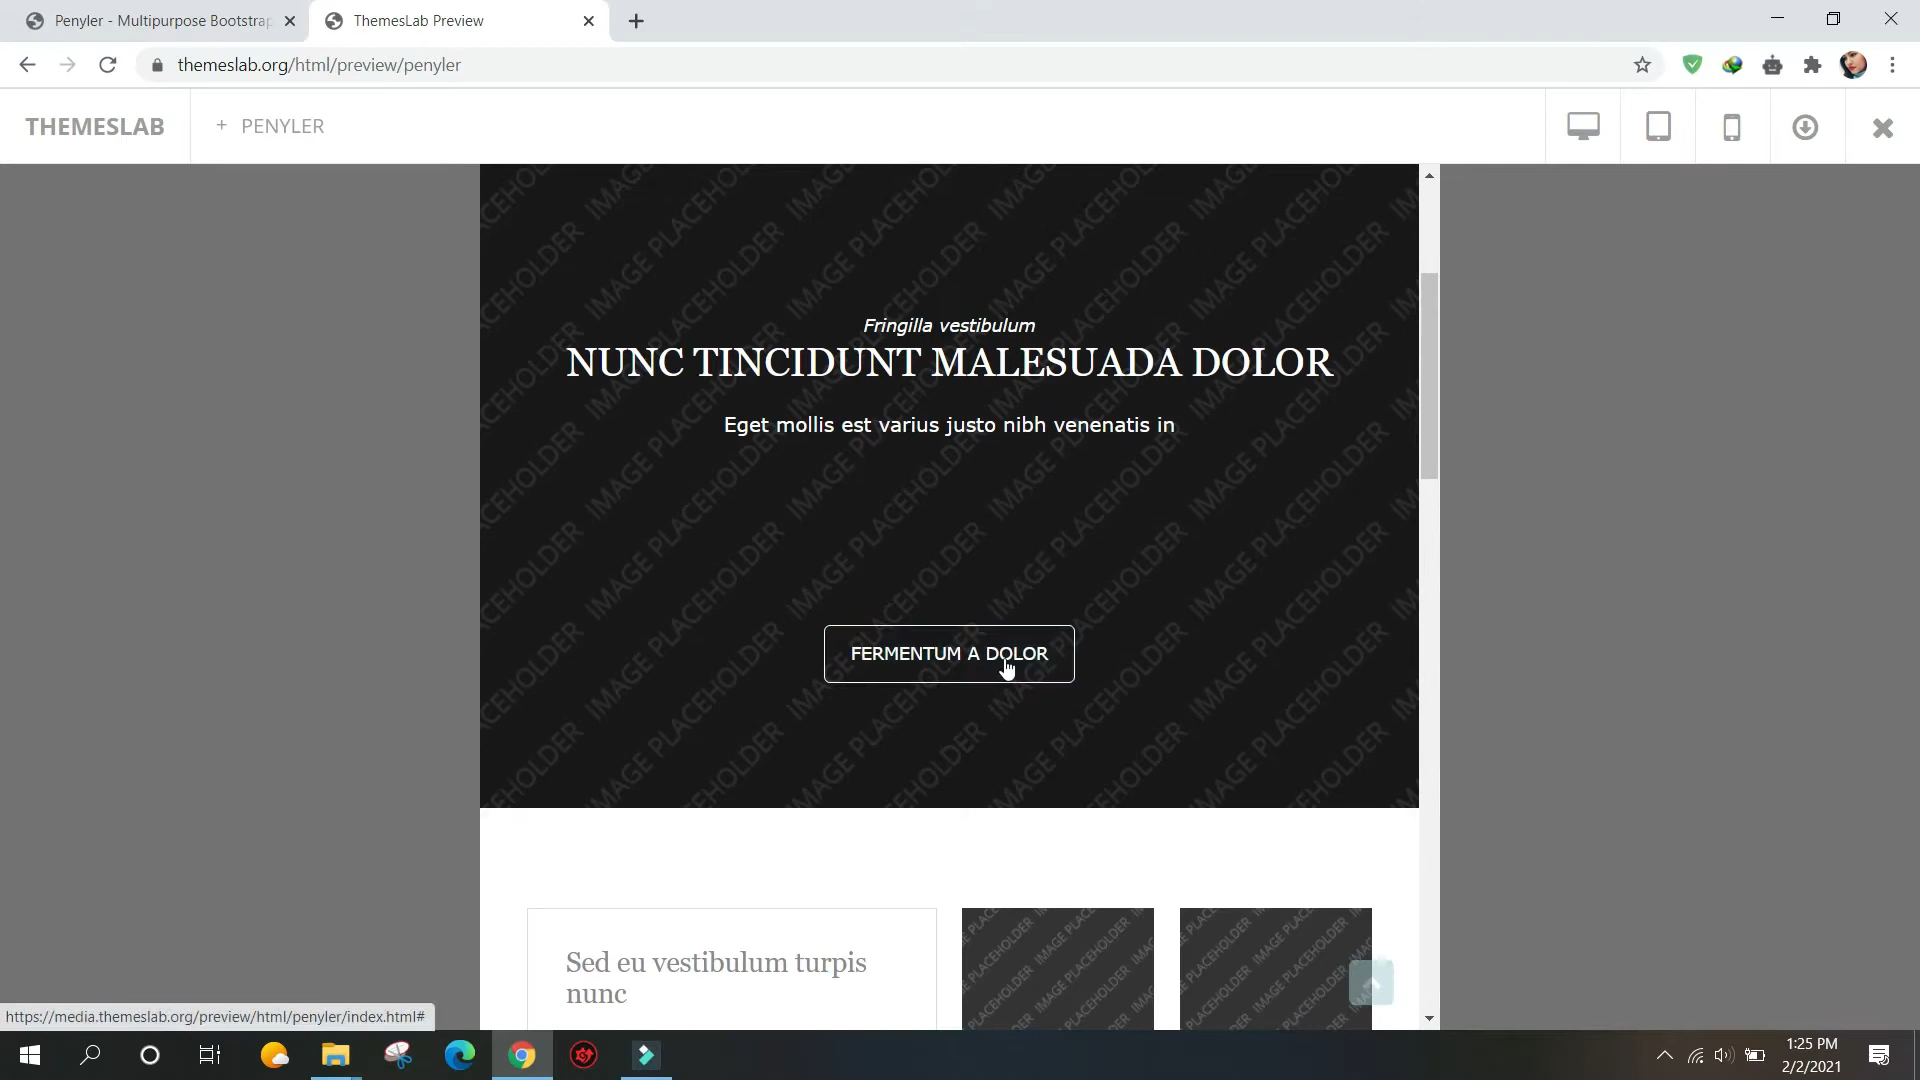 Penyler - Multipurpose Bootstrap
ThemesLab Preview
themeslab.org/html/preview/penyler
THEMESLAB
+ PENYLER
Fringilla vestibulum
NUNC TINCIDUNT MALESUADA DOLOR
Eget mollis est varius justo nibh venenatis in
FERMENTUM A DOLOR
Sed eu vestibulum turpis
nunc
IMAGE PLACEHOLDER
https://media.themeslab.org/preview/html/penyler/index.html#
1:25 PM
2/2/2021